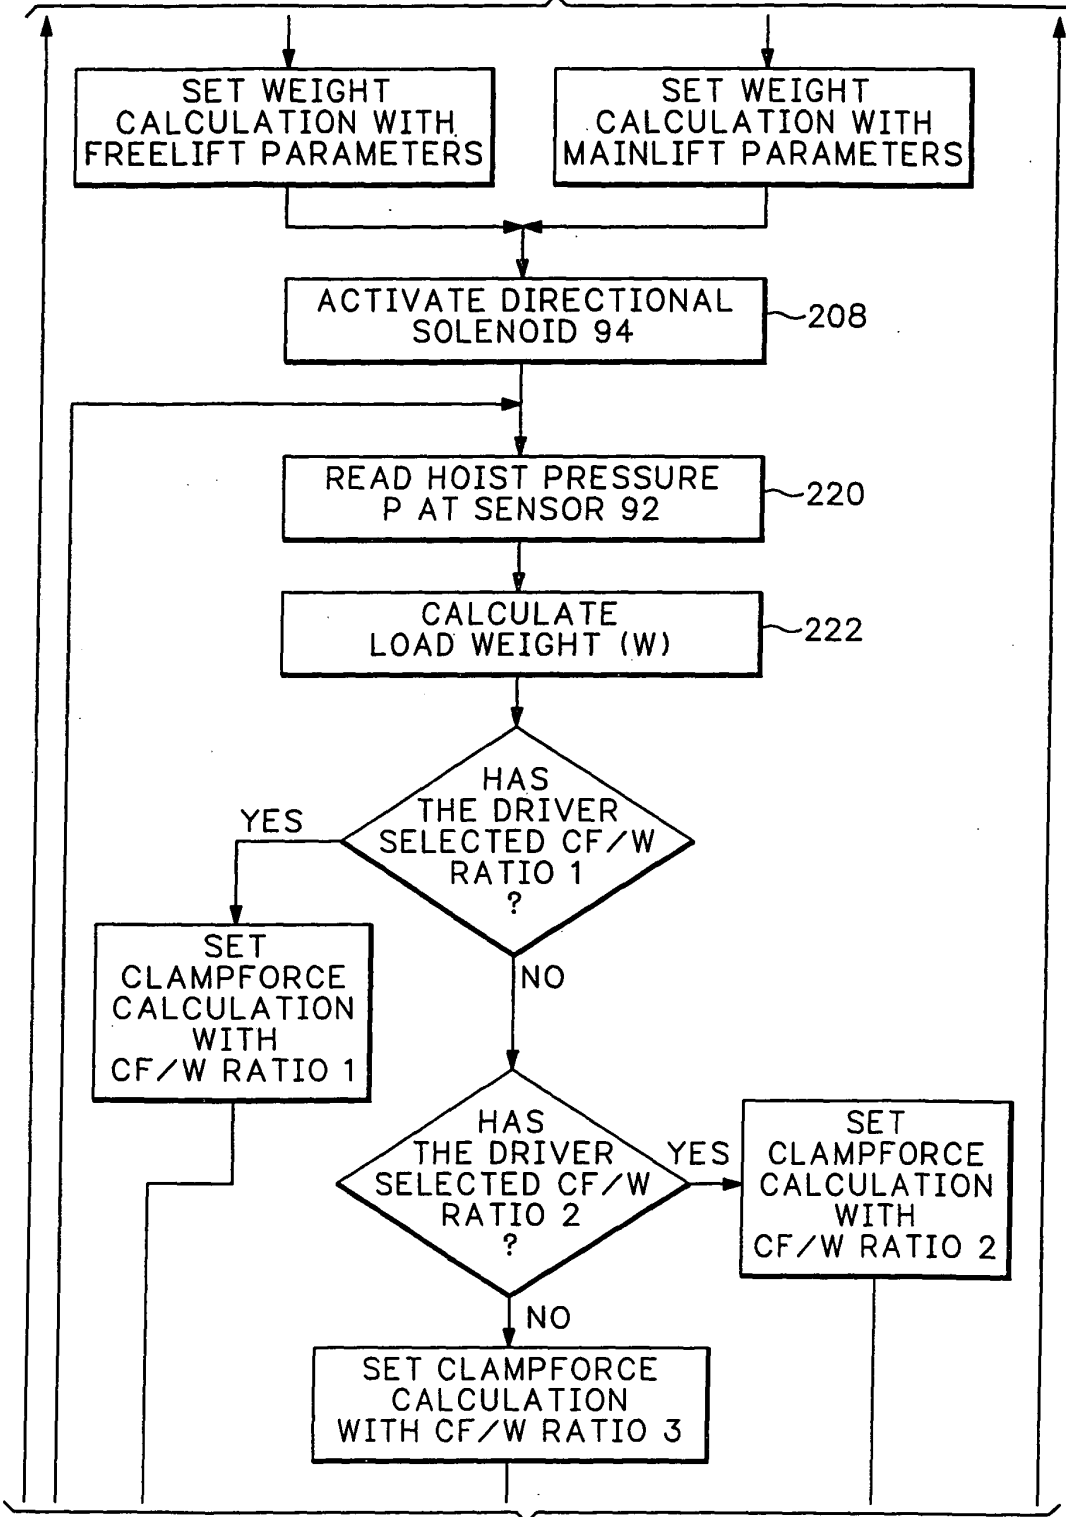 SET WEIGHT
CALCULATION WITH
FREELIFT PARAMETERS
SET WEIGHT
CALCULATION WITH
MAINLIFT PARAMETERS
ACTIVATE DIRECTIONAL
SOLENOID 94
208
READ HOIST PRESSURE
P AT SENSOR 92
220
CALCULATE
LOAD WEIGHT (W)
222
HAS
THE DRIVER
SELECTED CF/W
RATIO 1
?
YES
NO
SET
CLAMPFORCE
CALCULATION
WITH
CF/W RATIO 1
HAS
THE DRIVER
SELECTED CF/W
RATIO 2
?
YES
NO
SET
CLAMPFORCE
CALCULATION
WITH
CF/W RATIO 2
SET CLAMPFORCE
CALCULATION
WITH CF/W RATIO 3